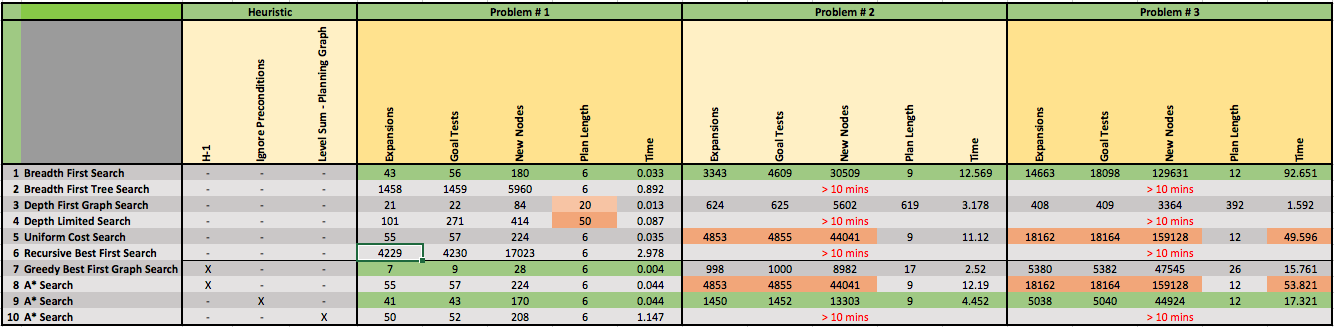 Heuristic Problem # 1 Problem # 2 Problem # 3
H-1 Ignore Preconditions Level Sum - Planning Graph Expansions Goal Tests New Nodes Plan Length Time Expansions Goal Tests New Nodes Plan Length Time Expansions Goal Tests New Nodes Plan Length Time
1 Breadth First Search - - - 43 56 180 6 0.033 3343 4609 30509 9 12.569 14663 18098 129631 12 92.651
2 Breadth First Tree Search - - - 1458 1459 5960 6 0.892 > 10 mins > 10 mins
3 Depth First Graph Search - - - 21 22 84 20 0.013 624 625 5602 619 3.178 408 409 3364 392 1.592
4 Depth Limited Search - - - 101 271 414 50 0.087 > 10 mins > 10 mins
5 Uniform Cost Search - - - 55 57 224 6 0.035 4853 4855 44041 9 11.12 18162 18164 159128 12 49.596
6 Recursive Best First Search - - - 4229 4230 17023 6 2.978 > 10 mins > 10 mins
7 Greedy Best First Graph Search X - - 7 9 28 6 0.004 998 1000 8982 17 2.52 5380 5382 47545 26 15.761
8 A* Search X - - 55 57 224 6 0.044 4853 4855 44041 9 12.19 18162 18164 159128 12 53.821
9 A* Search - X - 41 43 170 6 0.044 1450 1452 13303 9 4.452 5038 5040 44924 12 17.321
10 A* Search - - X 50 52 208 6 1.147 > 10 mins > 10 mins